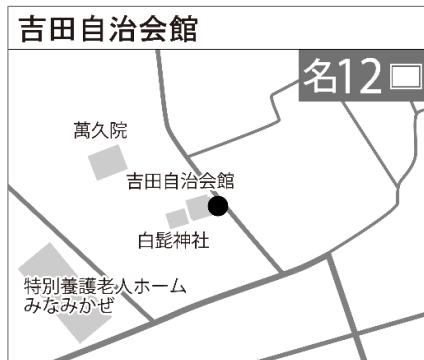 吉田自治会館
名12
萬久院
吉田自治会館
白髭神社
特別養護老人ホーム
みなみかぜ